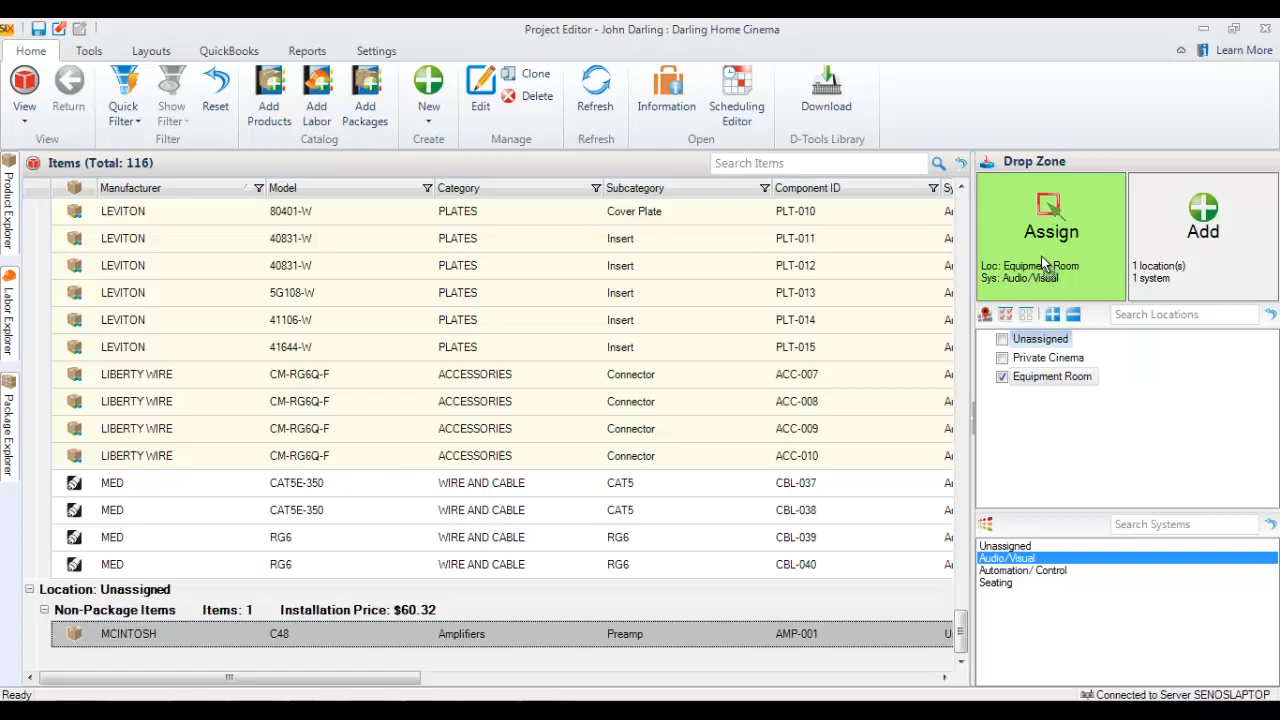 SIX
Project Editor - John Darling : Darling Home Cinema
Home Tools Layouts QuickBooks Reports Settings Learn More
View Return Quick Filter Show Filter Reset Add Products Add Labor Add Packages New Edit Clone Delete Refresh Information Scheduling Editor Download
View Filter Catalog Create Manage Refresh Open D-Tools Library
Product Explorer
Labor Explorer
Package Explorer
Items (Total: 116) Search Items
Manufacturer Model Category Subcategory Component ID Sy
LEVITON 80401-W PLATES Cover Plate PLT-010 A
LEVITON 40831-W PLATES Insert PLT-011 A
LEVITON 40831-W PLATES Insert PLT-012 A
LEVITON 5G108-W PLATES Insert PLT-013 A
LEVITON 41106-W PLATES Insert PLT-014 A
LEVITON 41644-W PLATES Insert PLT-015 A
LIBERTY WIRE CM-RG6Q-F ACCESSORIES Connector ACC-007 A
LIBERTY WIRE CM-RG6Q-F ACCESSORIES Connector ACC-008 A
LIBERTY WIRE CM-RG6Q-F ACCESSORIES Connector ACC-009 A
LIBERTY WIRE CM-RG6Q-F ACCESSORIES Connector ACC-010 A
MED CAT5E-350 WIRE AND CABLE CAT5 CBL-037 A
MED CAT5E-350 WIRE AND CABLE CAT5 CBL-038 A
MED RG6 WIRE AND CABLE RG6 CBL-039 A
MED RG6 WIRE AND CABLE RG6 CBL-040 A
Location: Unassigned
Non-Package Items Items: 1 Installation Price: $60.32
MCINTOSH C48 Amplifiers Preamp AMP-001 U
Drop Zone
Assign
Loc: Equipment Room
Sys: Audio/Visual
Add
1 location(s)
1 system
Search Locations
Unassigned
Private Cinema
Equipment Room
Search Systems
Unassigned
Audio/Visual
Automation/ Control
Seating
Ready Connected to Server SENOSLAPTOP